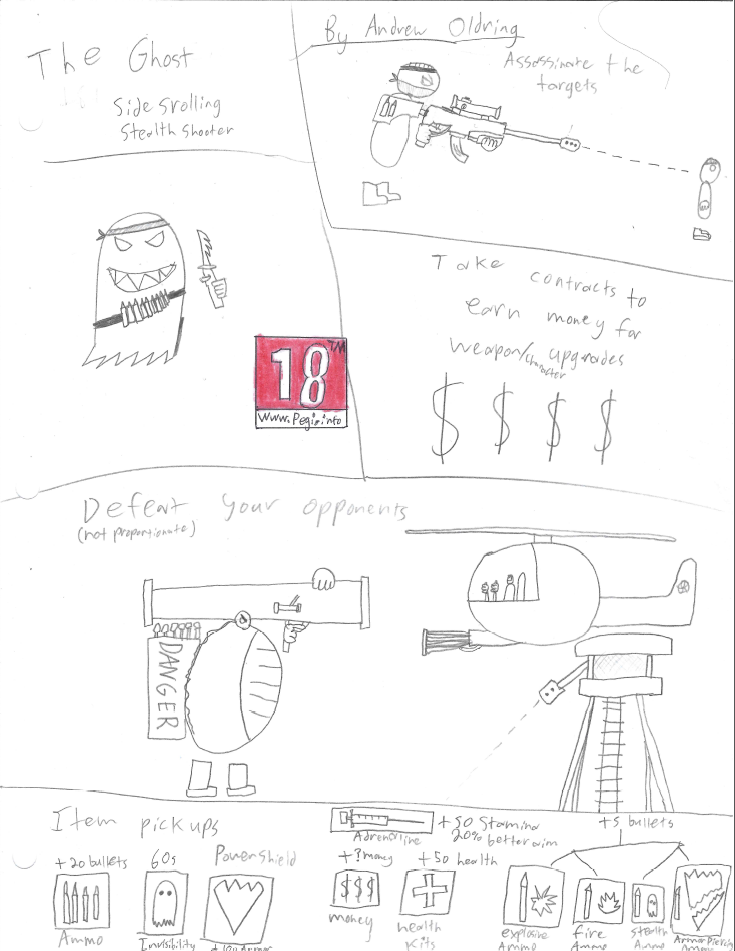 The Ghost
Side Srolling
Stealth Shooter
By Andrew Oldring
Assassinate the
targets
18™
www.Pegi.info
Take contracts to
earn money for
weapon/character upgrades
$ $ $ $
Defeat your opponents
(not proportionate)
DANGER
Item pickups
+20 bullets
Ammo
60s
Invisibility
Powershield
Adrenaline
+50 Stamina
20% better aim
+?money
$$$
money
+50 health
health
kits
+5 bullets
explosive
Ammo
fire
Ammo
stealth
Ammo
Armor Piercing